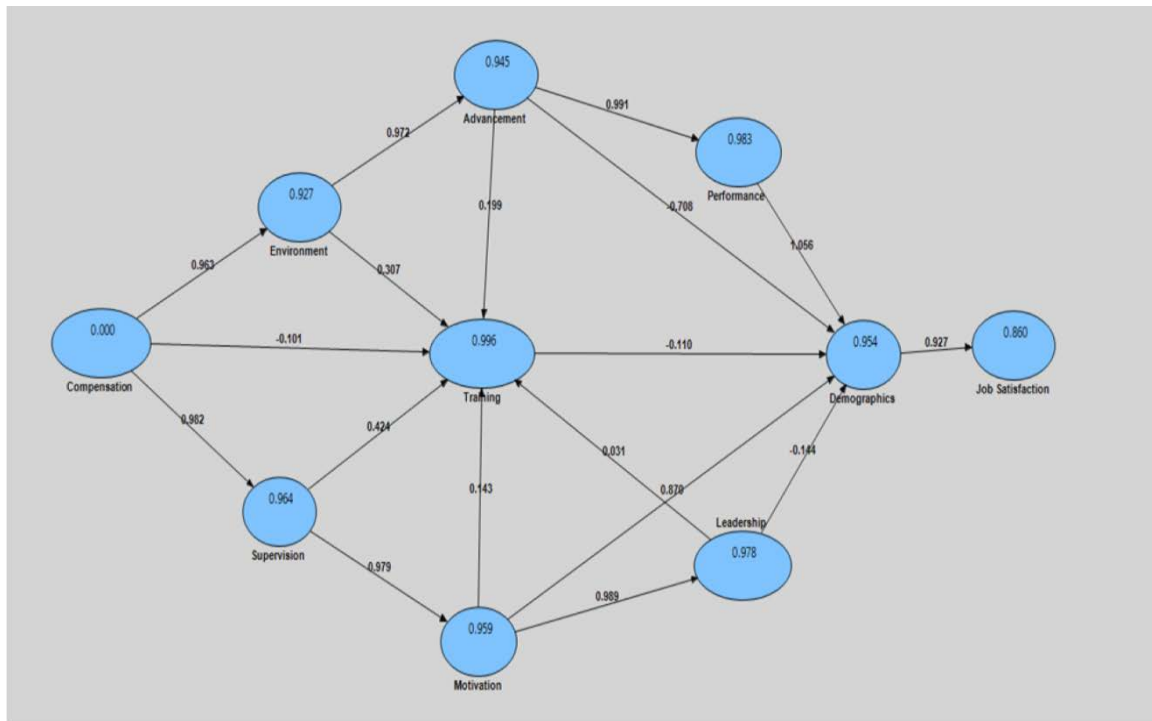 0.945
Advancement
0.991
0.983
Performance
0.972
0.927
Environment
0.199
-0.708
1.056
0.963
0.307
0.000
Compensation
-0.101
0.996
Training
-0.110
0.954
Demographics
0.927
0.860
Job Satisfaction
0.982
0.424
0.031
-0.144
0.143
0.870
0.964
Supervision
Leadership
0.978
0.979
0.989
0.959
Motivation